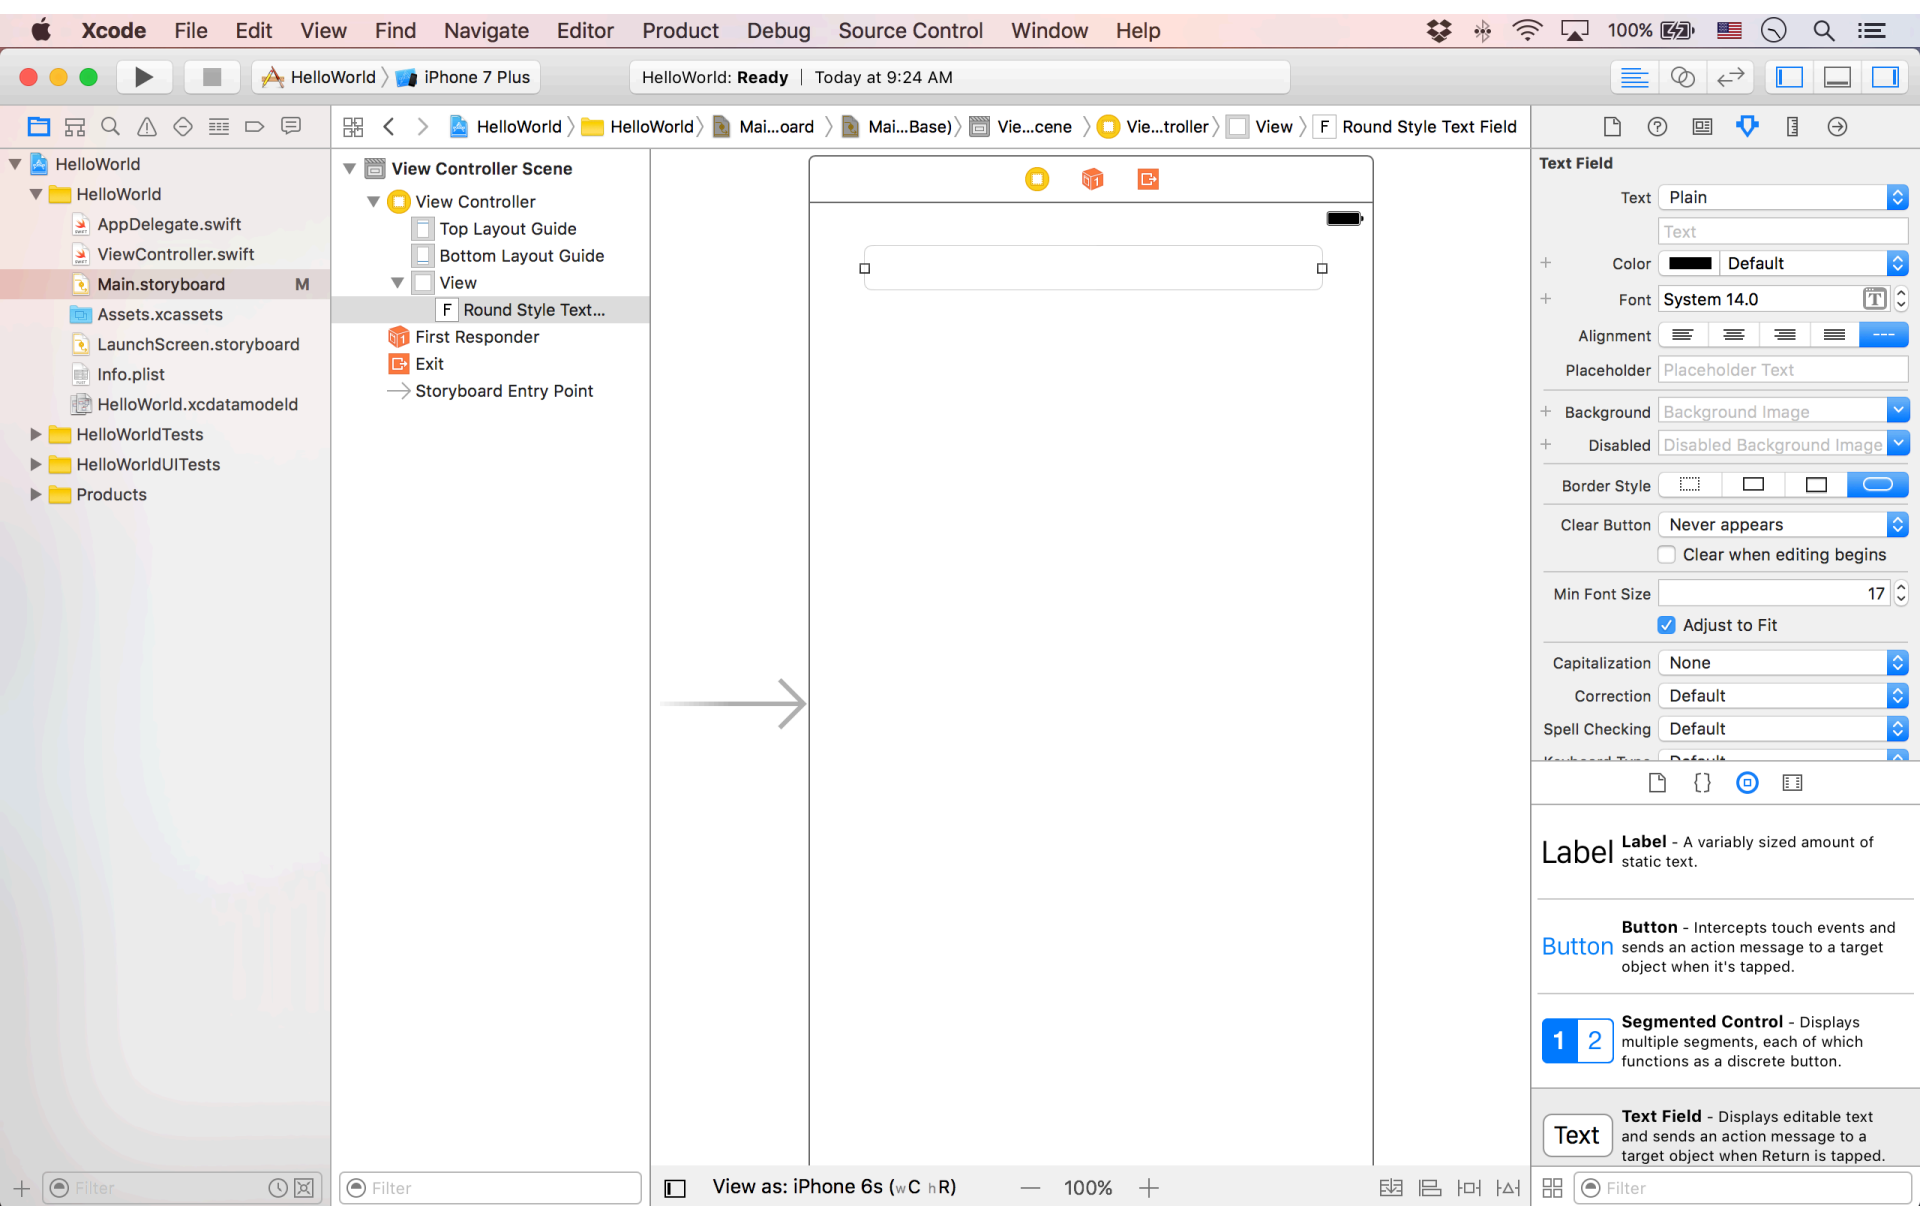 Xcode File Edit View Find Navigate Editor Product Debug Source Control Window Help 100%
HelloWorld iPhone 7 Plus HelloWorld: Ready | Today at 9:24 AM
HelloWorld HelloWorld Mai...oard Mai...Base) Vie...cene Vie...troller View F Round Style Text Field
HelloWorld
HelloWorld
AppDelegate.swift
ViewController.swift
Main.storyboard M
Assets.xcassets
LaunchScreen.storyboard
Info.plist
HelloWorld.xcdatamodeld
HelloWorldTests
HelloWorldUITests
Products
Filter
View Controller Scene
View Controller
Top Layout Guide
Bottom Layout Guide
View
F Round Style Text...
First Responder
Exit
Storyboard Entry Point
Filter
View as: iPhone 6s (wC hR) — 100% +
Text Field
Text Plain
Text
Color Default
Font System 14.0 T
Alignment ---
Placeholder Placeholder Text
Background Background Image
Disabled Disabled Background Image
Border Style
Clear Button Never appears
Clear when editing begins
Min Font Size 17
Adjust to Fit
Capitalization None
Correction Default
Spell Checking Default
Keyboard Type Default
{}
Label Label - A variably sized amount of
static text.
Button - Intercepts touch events and
Button sends an action message to a target
object when it's tapped.
Segmented Control - Displays
1 2 multiple segments, each of which
functions as a discrete button.
Text Field - Displays editable text
Text and sends an action message to a
target object when Return is tapped.
Filter